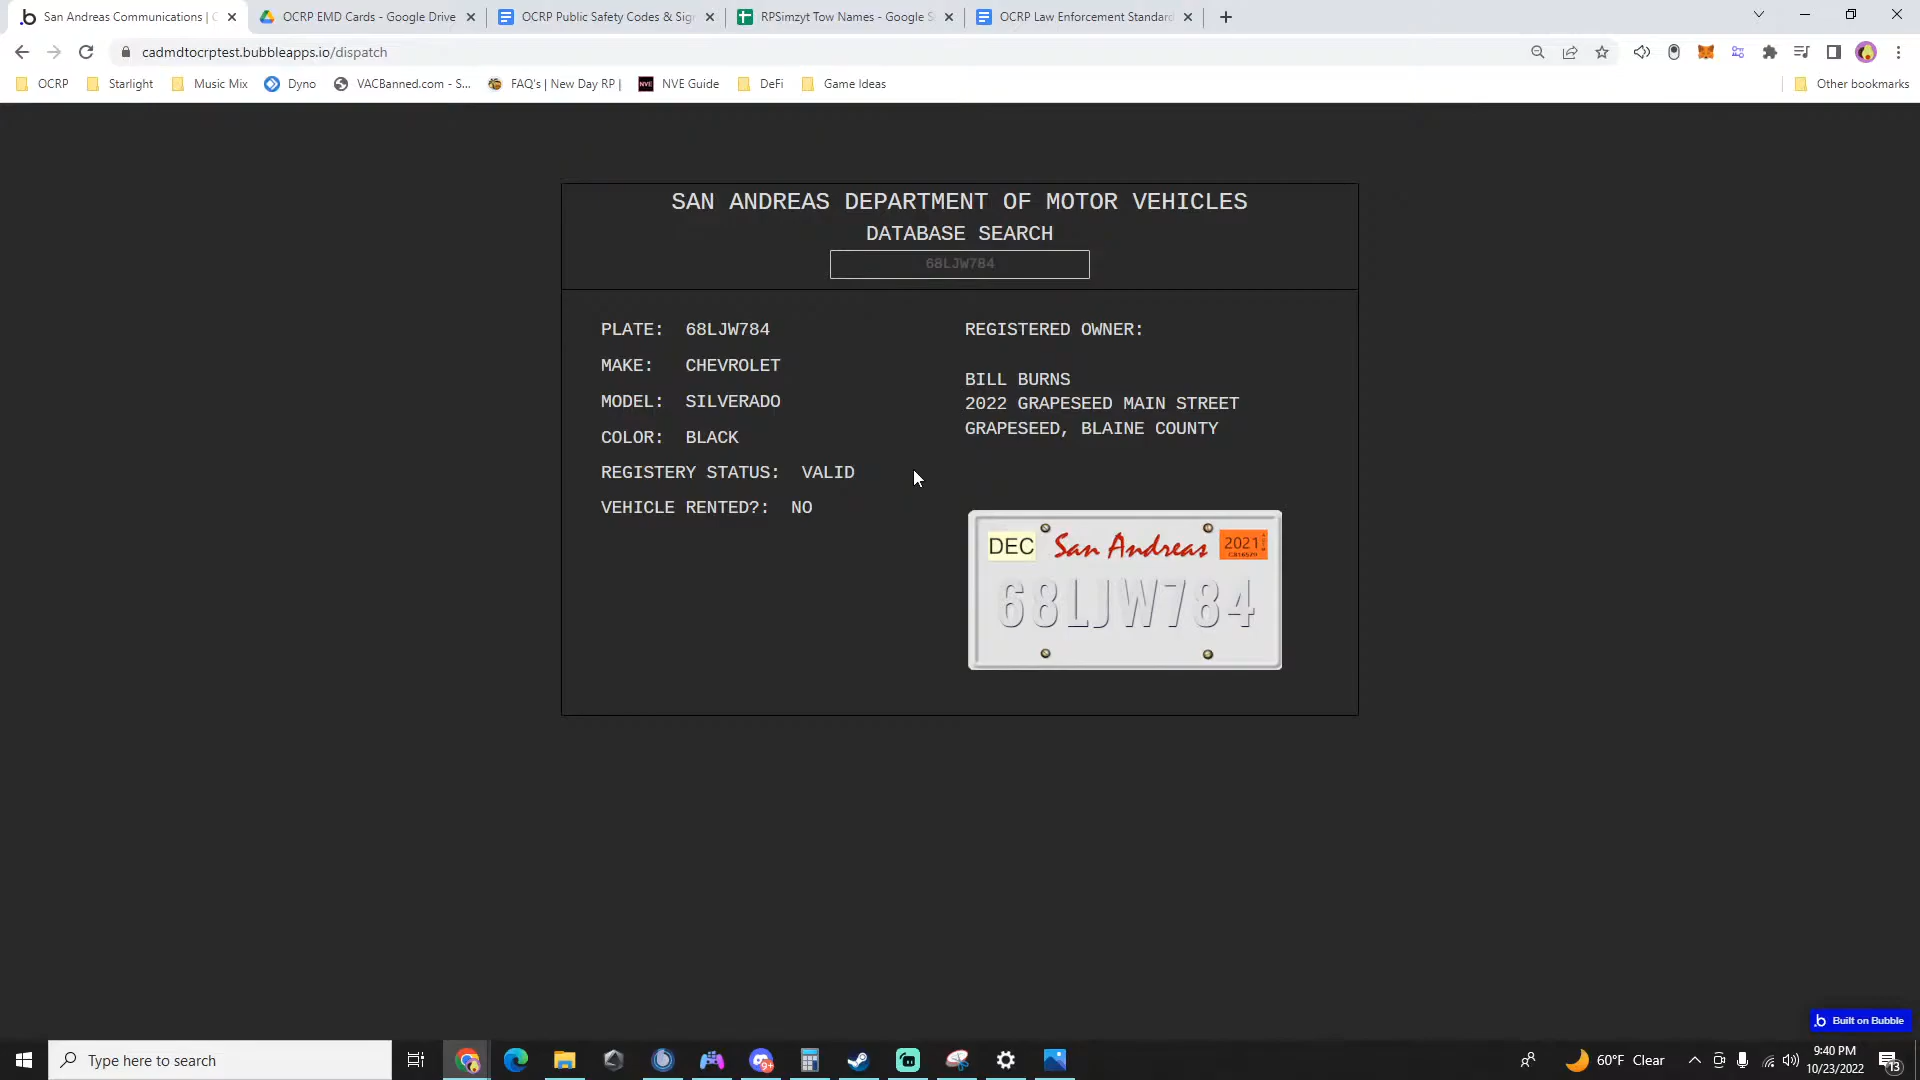 San Andreas Communications | C
OCRP EMD Cards - Google Drive
OCRP Public Safety Codes & Sig
RPSimzyt Tow Names - Google S
OCRP Law Enforcement Standard
cadmdtocrptest.bubbleapps.io/dispatch
OCRP
Starlight
Music Mix
Dyno
VACBanned.com - S...
FAQ's | New Day RP |
NVE
NVE Guide
DeFi
Game Ideas
Other bookmarks
SAN ANDREAS DEPARTMENT OF MOTOR VEHICLES
DATABASE SEARCH
68LJW784
PLATE: 68LJW784
MAKE: CHEVROLET
MODEL: SILVERADO
COLOR: BLACK
REGISTERY STATUS: VALID
VEHICLE RENTED?: NO
REGISTERED OWNER:
BILL BURNS
2022 GRAPESEED MAIN STREET
GRAPESEED, BLAINE COUNTY
DEC San Andreas 2021
68LJW784
Built on Bubble
Type here to search
9+
60°F Clear
9:40 PM
10/23/2022
13